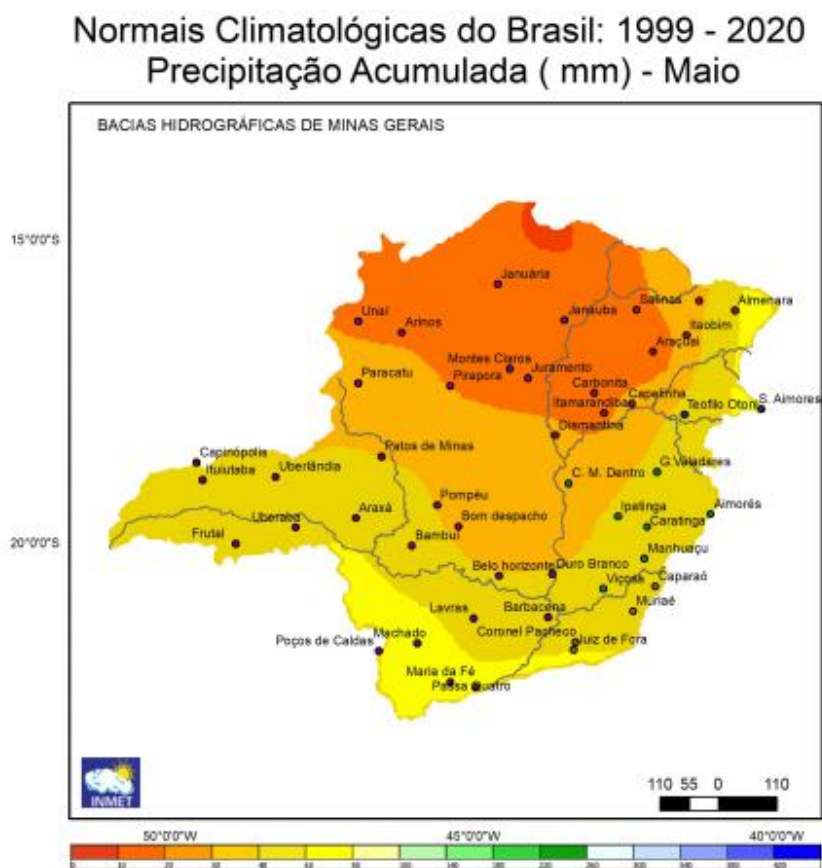 Normais Climatológicas do Brasil: 1999 - 2020
Precipitação Acumulada ( mm) - Maio
BACIAS HIDROGRÁFICAS DE MINAS GERAIS
15°0'0"S
Januária
Unaí
Arinos
Janaúba
Salinas
Almenara
Itaobim
Araçuai
Montes Claros
Juramento
Paracatu
Pirapora
Carbonita
Itamarandiba
Capelinha
Teofilo Otoni
S. Aimores
Diamantina
Capinópolis
Ituiutaba
Uberlândia
Patos de Minas
C. M. Dentro
G.Valadares
Pompéu
Araxá
Uberaba
Bom despacho
Ipatinga
Aimorés
Caratinga
20°0'0"S
Frutal
Bambuí
Manhuaçu
Belo horizonte
Ouro Branco
Caparaó
Viçosa
Muriaé
Lavras
Barbacena
Coronel Pacheco
Juiz de Fora
Poços de Caldas
Machado
Maria da Fé
Passa Quatro
INMET
110 55 0 110
50°0'0"W 45°0'0"W 40°0'0"W